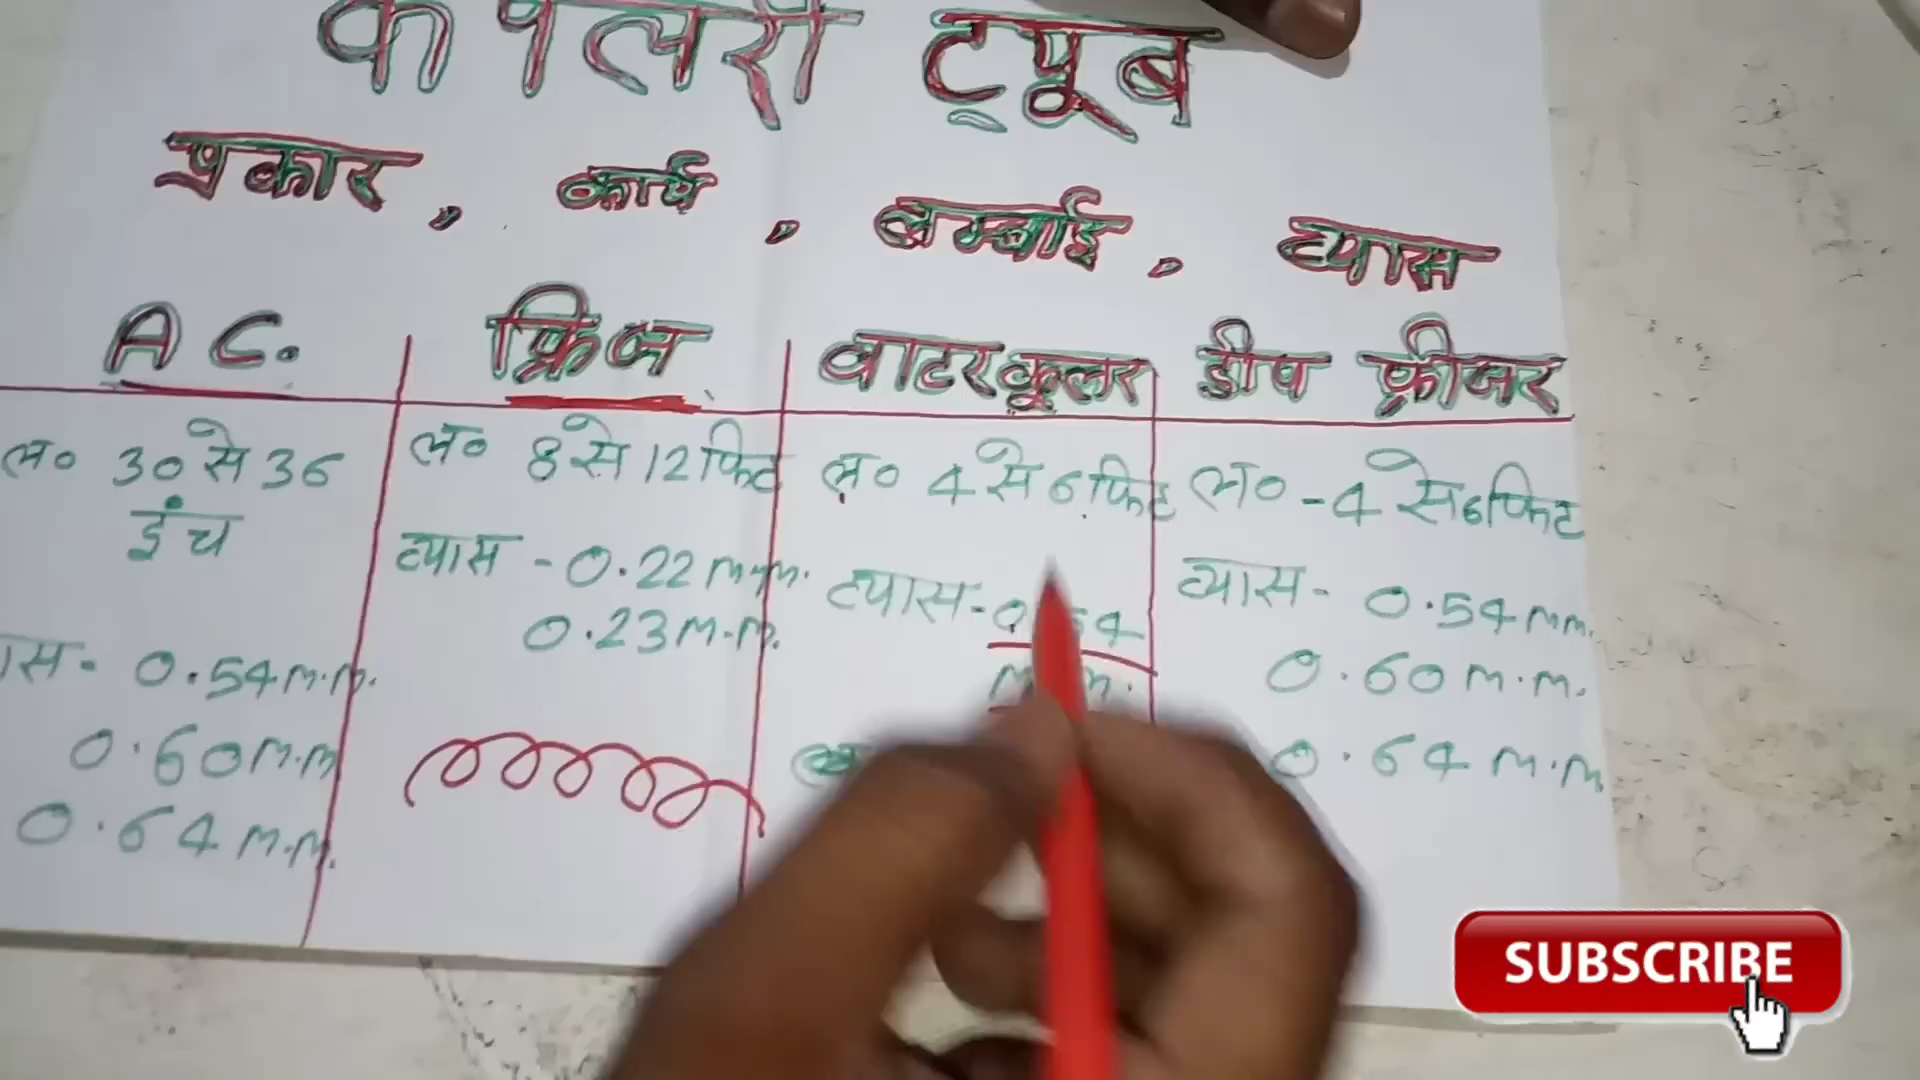 केपिलरी ट्यूब
प्रकार, कार्य, लम्बाई, व्यास
A C. फ्रिज वाटरकूलर डीप फ्रीजर
ल० 30 से 36
इंच
0.54 m.m.
0.60 m.m
0.64 m.m.
ल० 8 से 12 फिट
व्यास - 0.22 m.m.
0.23 m.m.
ल० 4 से 6 फिट
व्यास -
ल० - 4 से 6 फिट
व्यास - 0.54 m.m.
0.60 m.m.
0.64 m.m.
SUBSCRIBE